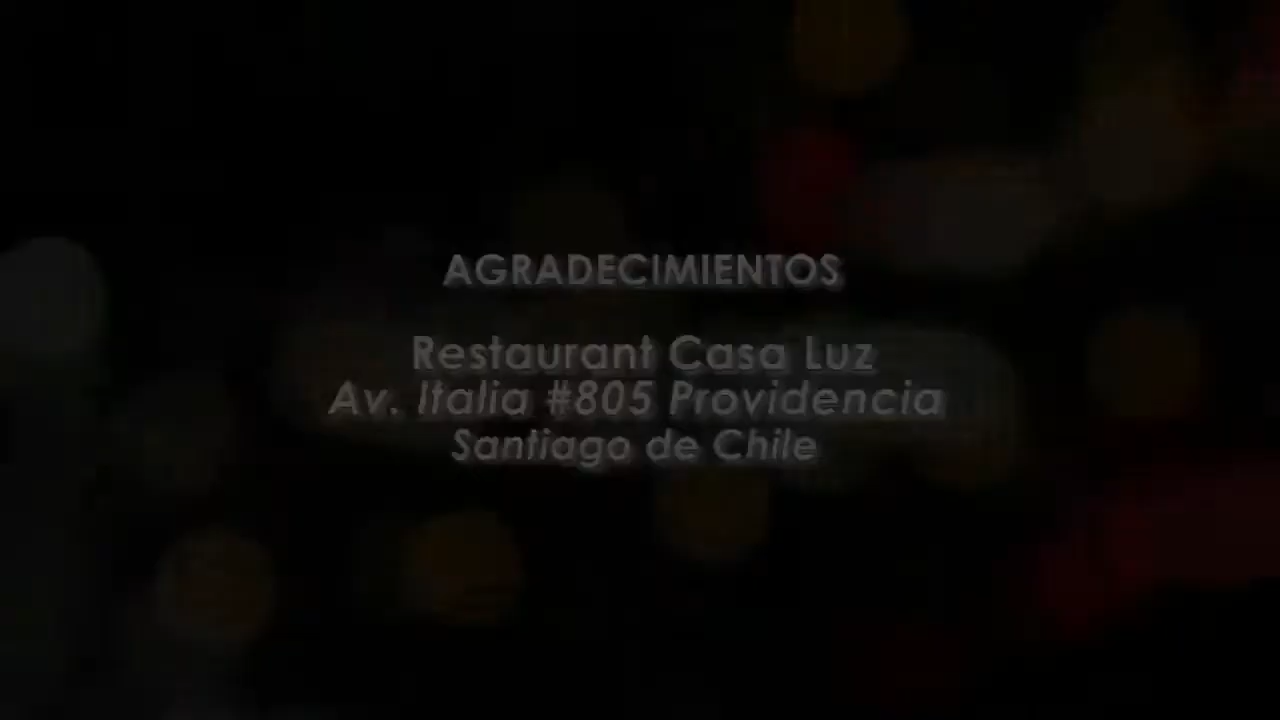 AGRADECIMIENTOS
Restaurant Casa Luz
Av. Italia #805 Providencia
Santiago de Chile